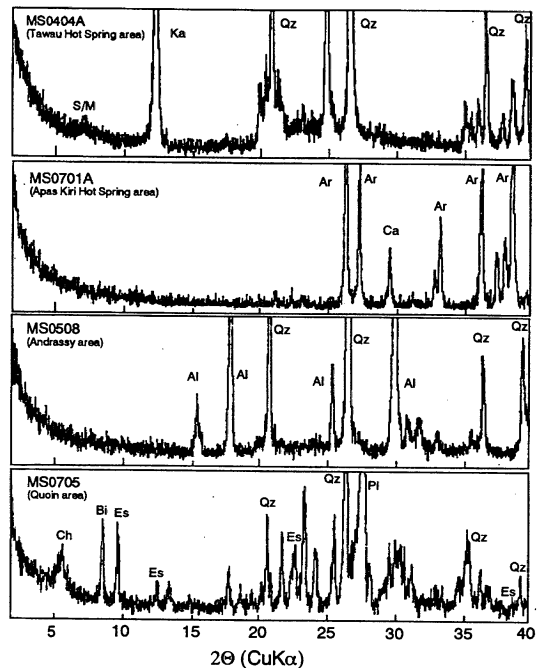 MS0404A
(Tawau Hot Spring area)
S/M
Ka
Qz
Qz
Qz
Qz
MS0701A
(Apas Kiri Hot Spring area)
Ar
Ar
Ca
Ar
Ar
Ar
MS0508
(Andrassy area)
Al
Al
Qz
Al
Qz
Al
Qz
Qz
MS0705
(Quoin area)
Ch
Bi
Es
Es
Qz
Es
Qz
Pl
Qz
Es
Qz
5 10 15 20 25 30 35 40
2Θ (CuKα)